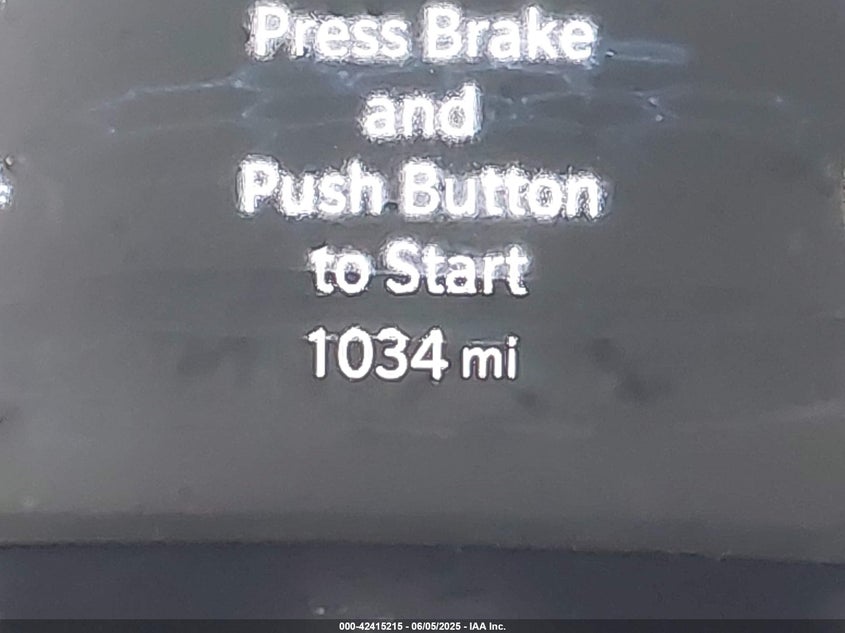 Press Brake
and
Push Button
to Start
1034 mi
000-42415215 - 06/05/2025 - IAA Inc.